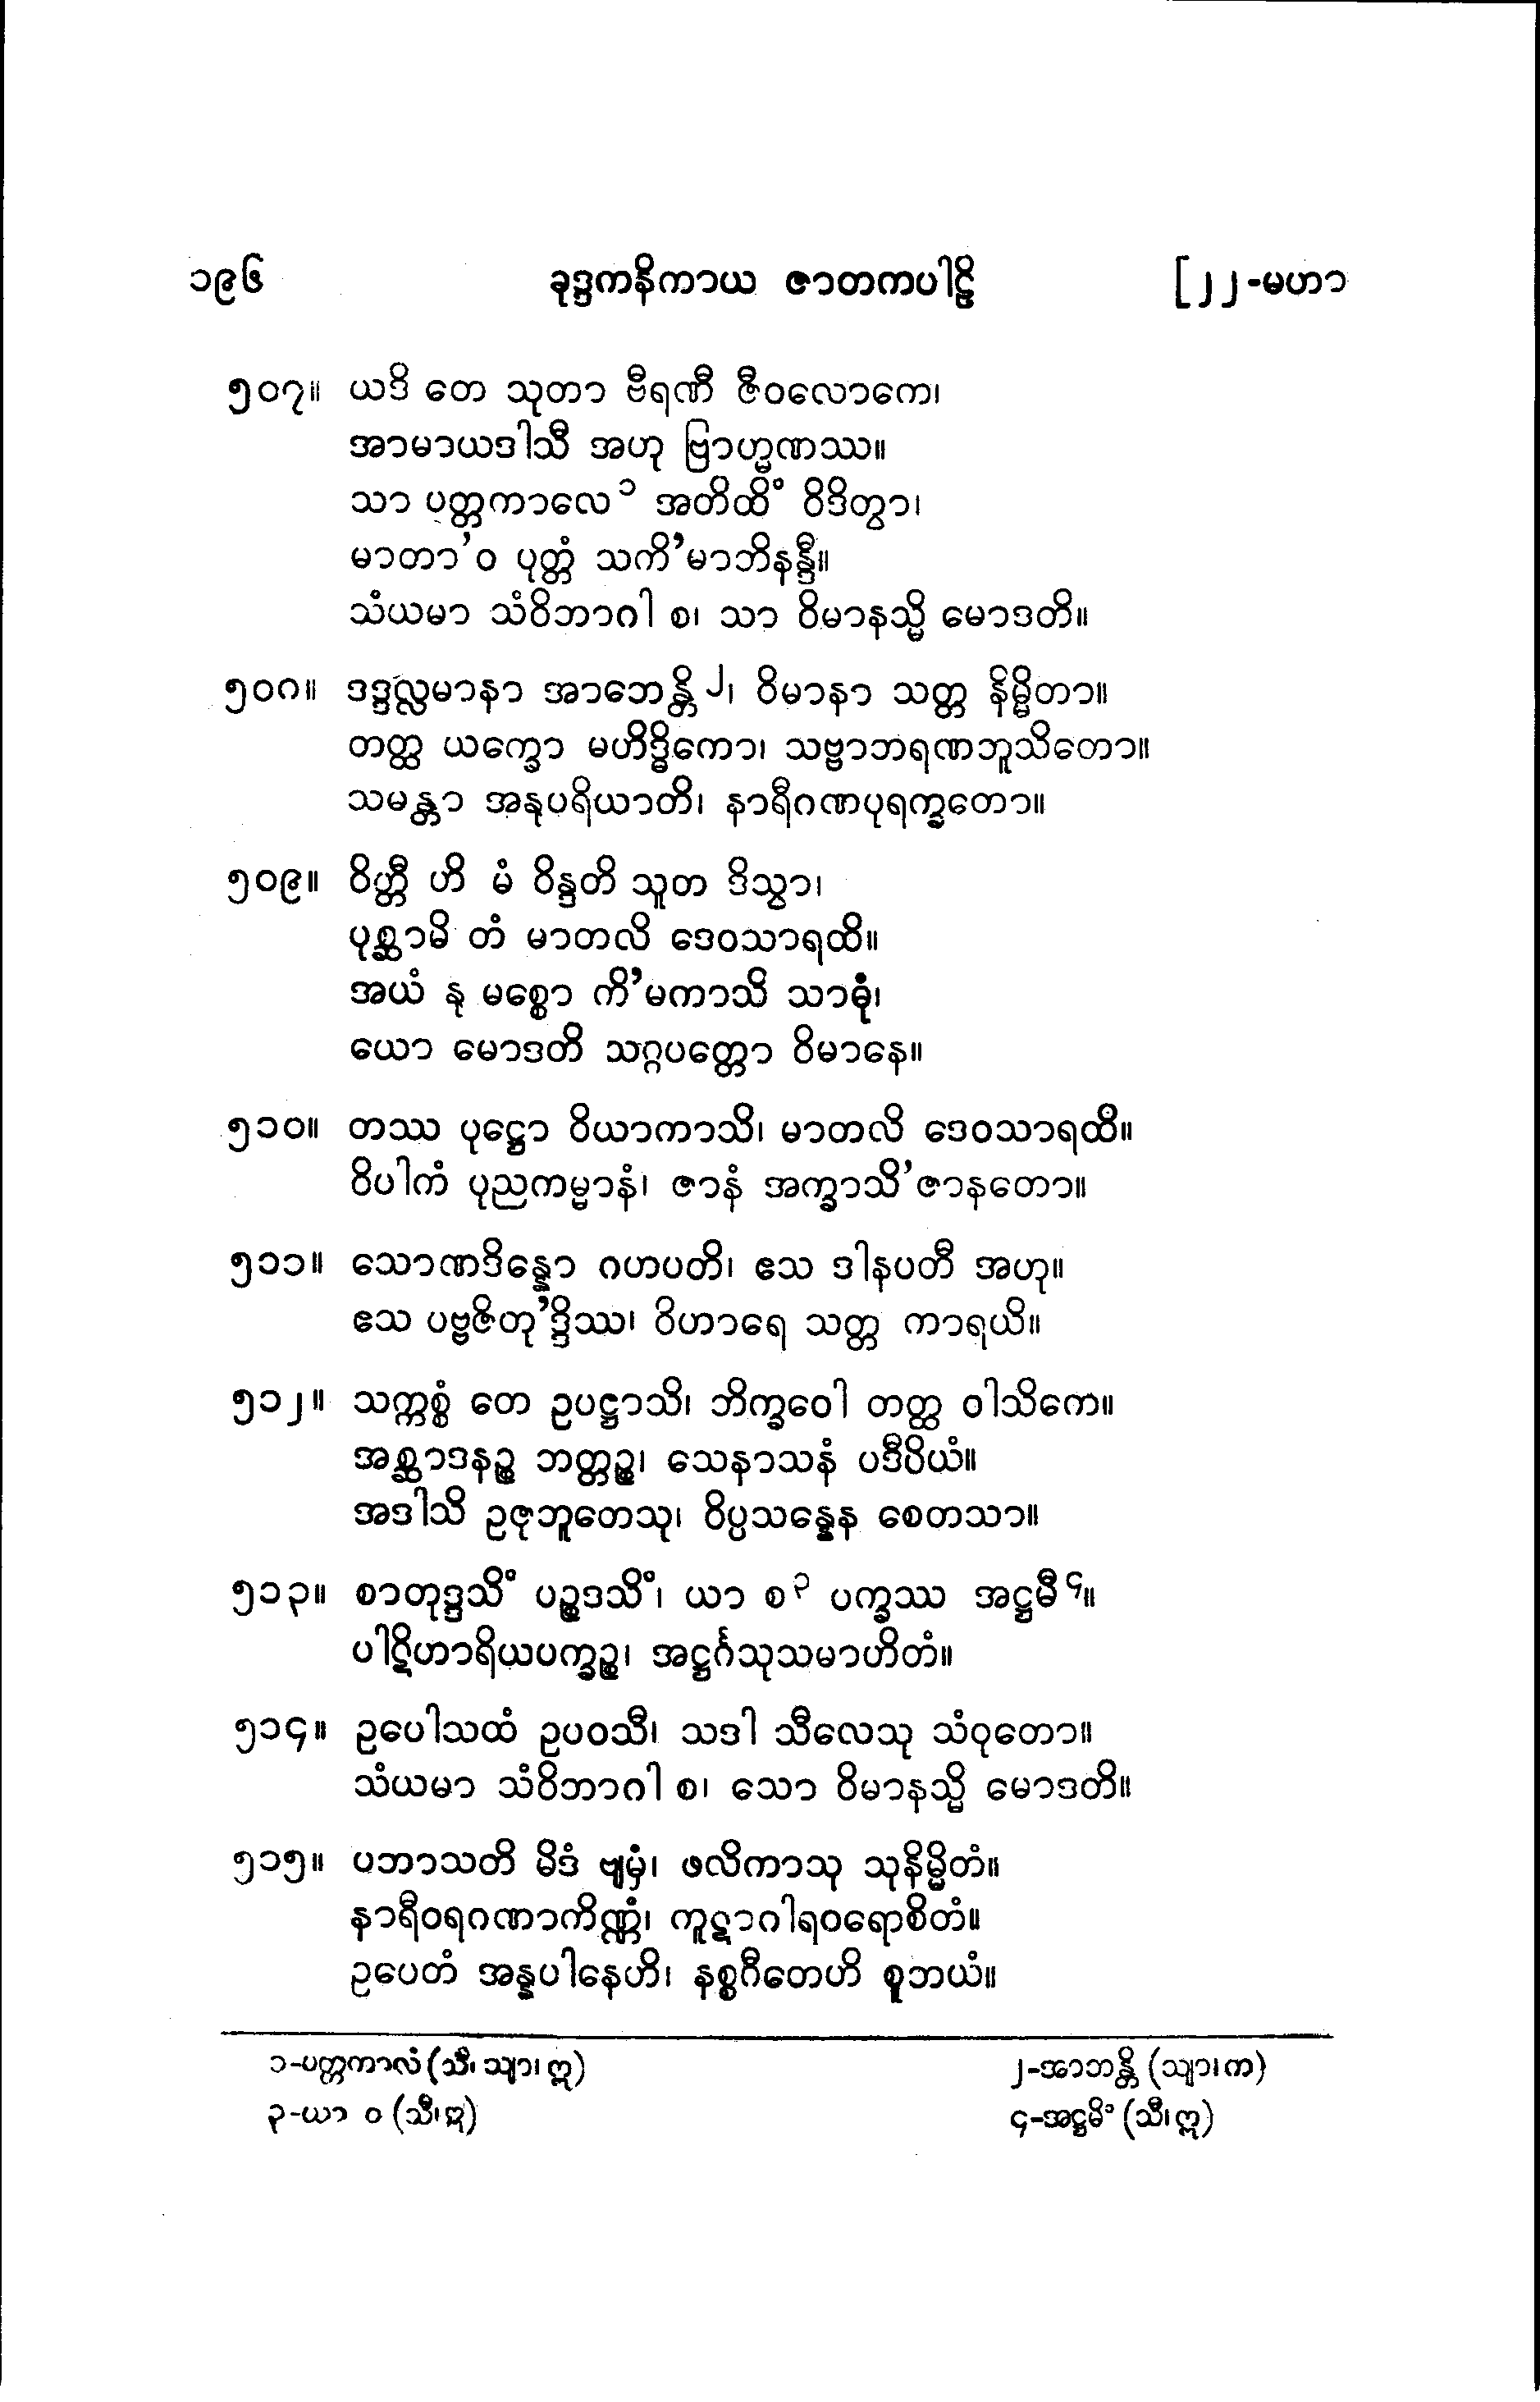 ၁၉၆ ခုဒ္ဒကနိကာယ ဇာတကပါဠိ [၂၂-မဟာ
၅၀၇။ ယဒိ တေ သုတာ ဗီရဏီ ဇီဝလောကေ၊
အာမာယဒါသီ အဟု ဗြာဟ္မဏဿ။
သာ ပတ္တကာလေ၁ အတိထိံ ဝိဒိတွာ၊
မာတာ’ဝ ပုတ္တံ သကိ’မာဘိနန္ဒီ။
သံယမာ သံဝိဘာဂါ စ၊ သာ ဝိမာနသ္မိ မောဒတိ။
၅၀၈။ ဒဒ္ဒလ္လမာနာ အာဘေန္တိ၂၊ ဝိမာနာ သတ္တ နိမ္မိတာ။
တတ္ထ ယက္ခော မဟိဒ္ဓိကော၊ သဗ္ဗာဘရဏဘူသိတော။
သမန္တာ အနုပရိယာတိ၊ နာရီဂဏပုရက္ခတော။
၅၀၉။ ဝိတ္တီ ဟိ မံ ဝိန္ဒတိ သူတ ဒိသွာ၊
ပုစ္ဆာမိ တံ မာတလိ ဒေဝသာရထိ။
အယံ နု မစ္စော ကိ’မကာသိ သာဓုံ၊
ယော မောဒတိ သဂ္ဂပတ္တော ဝိမာနေ။
၅၁၀။ တဿ ပုဋ္ဌော ဝိယာကာသိ၊ မာတလိ ဒေဝသာရထိ။
ဝိပါကံ ပုညကမ္မာနံ၊ ဇာနံ အက္ခာသိ’ဇာနတော။
၅၁၁။ သောဏဒိန္နော ဂဟပတိ၊ ဧသ ဒါနပတီ အဟု။
ဧသ ပဗ္ဗဇိတု’ဒ္ဒိဿ၊ ဝိဟာရေ သတ္တ ကာရယိ။
၅၁၂။ သက္ကစ္စံ တေ ဥပဋ္ဌာသိ၊ ဘိက္ခဝေါ တတ္ထ ဝါသိကေ။
အစ္ဆာဒနဉ္စ ဘတ္တဉ္စ၊ သေနာသနံ ပဒီပိယံ။
အဒါသိ ဥဇုဘူတေသု၊ ဝိပ္ပသန္နေန စေတသာ။
၅၁၃။ စာတုဒ္ဒသိံ ပဉ္စဒသိံ၊ ယာ စ၃ ပက္ခဿ အဋ္ဌမီ၄။
ပါဋိဟာရိယပက္ခဉ္စ၊ အဋ္ဌင်္ဂသုသမာဟိတံ။
၅၁၄။ ဥပေါသထံ ဥပဝသီ၊ သဒါ သီလေသု သံဝုတော။
သံယမာ သံဝိဘာဂါ စ၊ သော ဝိမာနသ္မိ မောဒတိ။
၅၁၅။ ပဘာသတိ မိဒံ ဗျမှံ၊ ဖလိကာသု သုနိမ္မိတံ။
နာရီဝရဂဏာကိဏ္ဏံ၊ ကူဋာဂါရဝရောစိတံ။
ဥပေတံ အန္နပါနေဟိ၊ နစ္စဂီတေဟိ စူဘယံ။
၁-ပတ္တကာလံ (သီ၊ သျာ၊ ဣ) ၂-အာဘန္တိ (သျာ၊ က)
၃-ယာ ဝ (သီ၊ ဣ) ၄-အဋ္ဌမိံ (သီ၊ ဣ)